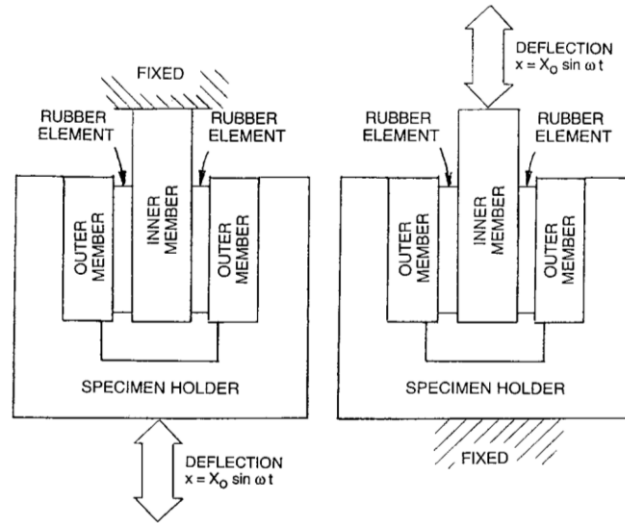 FIXED
RUBBER
ELEMENT
RUBBER
ELEMENT
OUTER
MEMBER
INNER
MEMBER
OUTER
MEMBER
SPECIMEN HOLDER
DEFLECTION
x = X₀ sin ω t
DEFLECTION
x = X₀ sin ω t
RUBBER
ELEMENT
RUBBER
ELEMENT
OUTER
MEMBER
INNER
MEMBER
OUTER
MEMBER
SPECIMEN HOLDER
FIXED